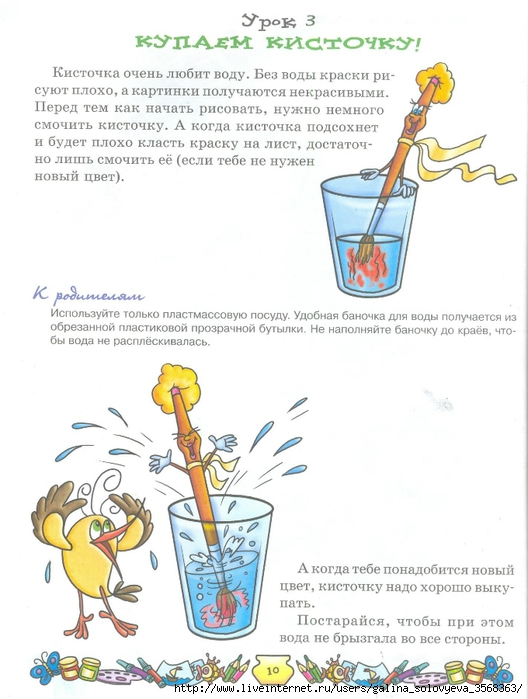 Урок 3
КУПАЕМ КИСТОЧКУ!
Кисточка очень любит воду. Без воды краски ри-
суют плохо, а картинки получаются некрасивыми.
Перед тем как начать рисовать, нужно немного
смочить кисточку. А когда кисточка подсохнет
и будет плохо класть краску на лист, достаточ-
но лишь смочить её (если тебе не нужен
новый цвет).
К родителям
Используйте только пластмассовую посуду. Удобная баночка для воды получается из
обрезанной пластиковой прозрачной бутылки. Не наполняйте баночку до краёв, что-
бы вода не расплёскивалась.
А когда тебе понадобится новый
цвет, кисточку надо хорошо выку-
пать.
Постарайся, чтобы при этом
вода не брызгала во все стороны.
10
http://www.liveinternet.ru/users/galina_solovyeva_3568363/